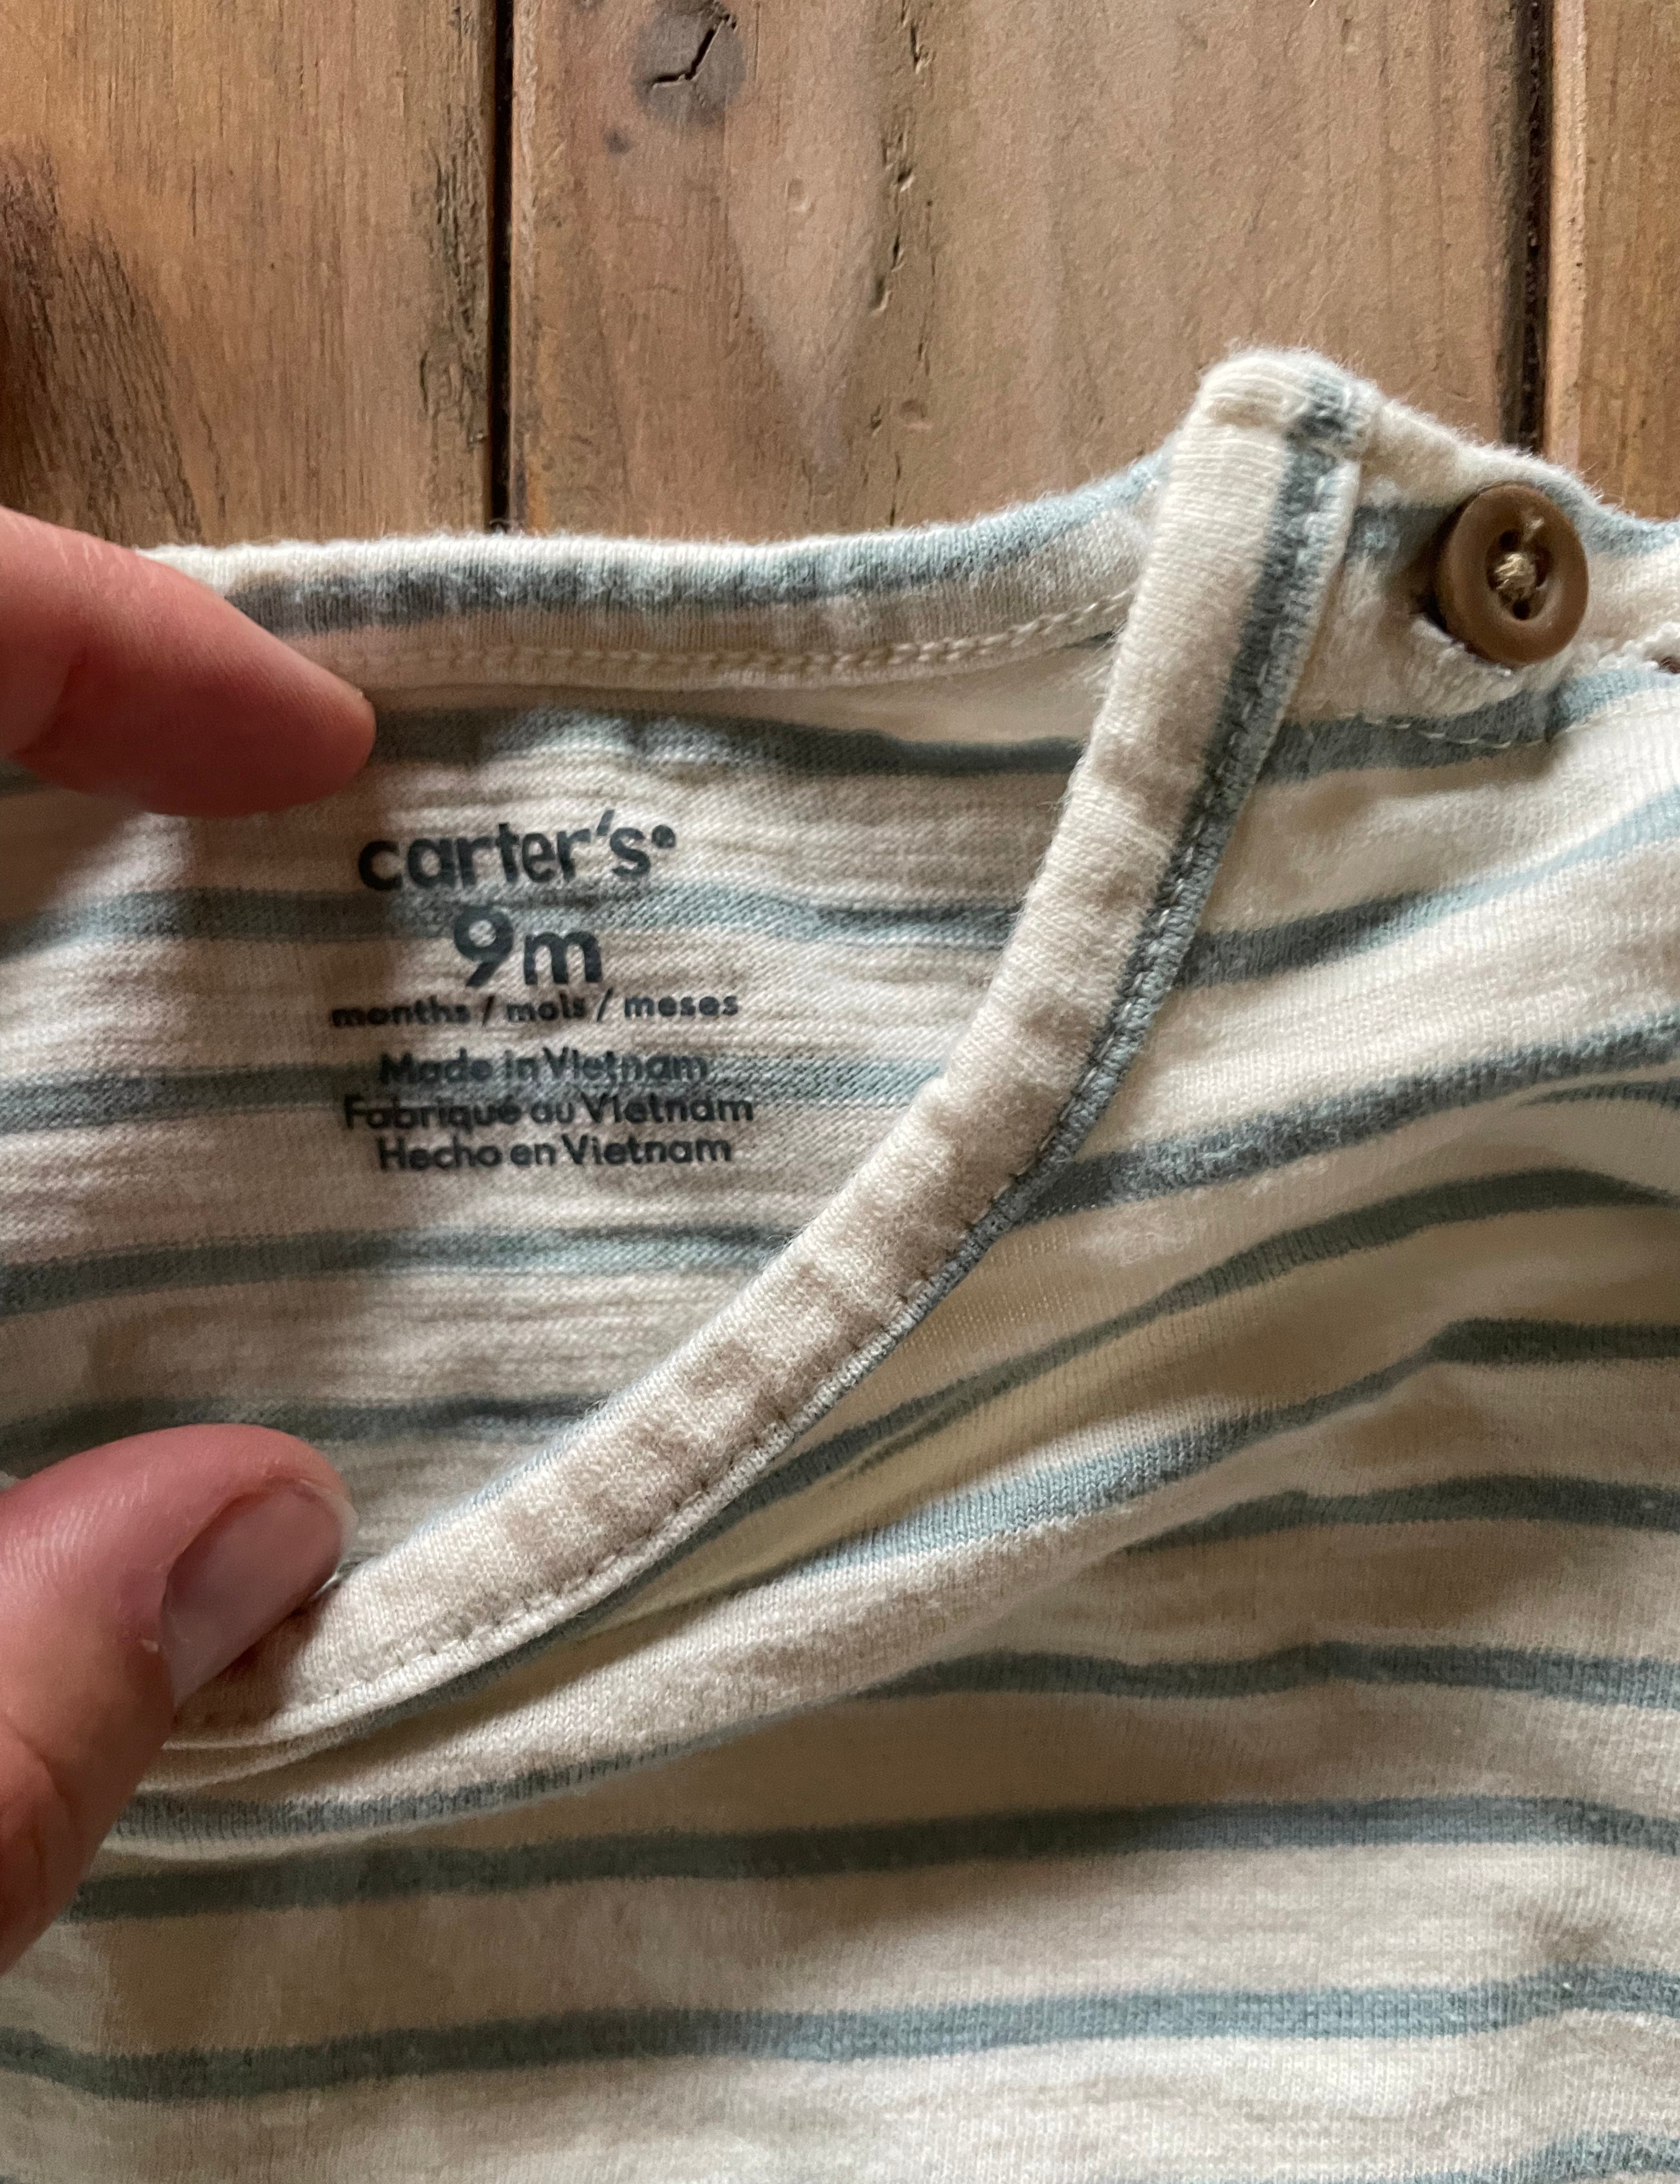 carter's®
9m
months / mois / meses
Made in Vietnam
Fabriqué au Vietnam
Hecho en Vietnam